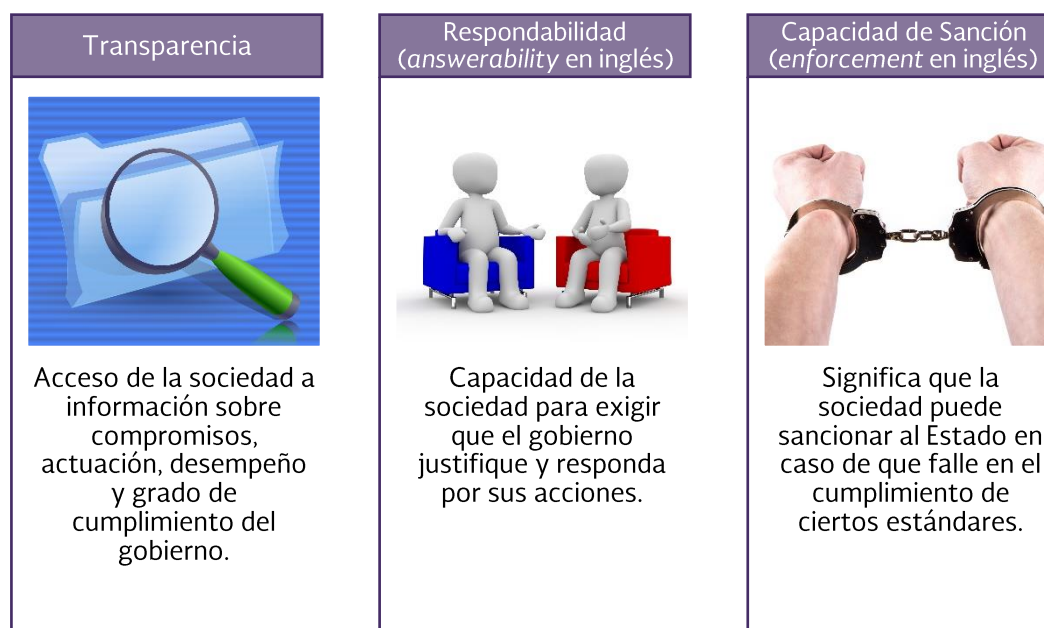 Transparencia
Acceso de la sociedad a
información sobre
compromisos,
actuación, desempeño
y grado de
cumplimiento del
gobierno.
Respondabilidad
(answerability en inglés)
Capacidad de la
sociedad para exigir
que el gobierno
justifique y responda
por sus acciones.
Capacidad de Sanción
(enforcement en inglés)
Significa que la
sociedad puede
sancionar al Estado en
caso de que falle en el
cumplimiento de
ciertos estándares.